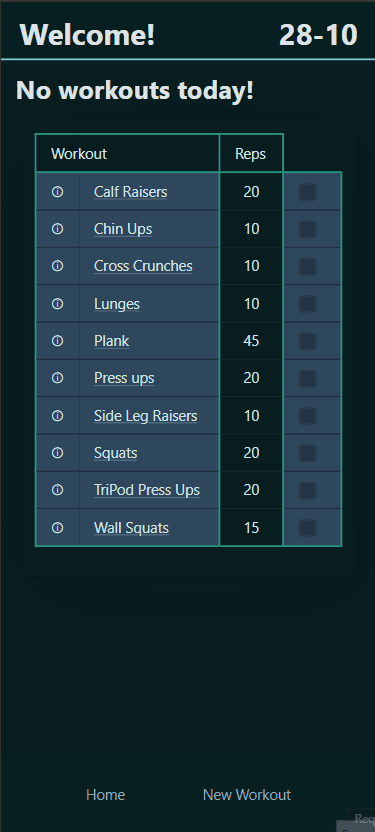 Welcome! 28-10
No workouts today!
Workout Reps
Calf Raisers 20
Chin Ups 10
Cross Crunches 10
Lunges 10
Plank 45
Press ups 20
Side Leg Raisers 10
Squats 20
TriPod Press Ups 20
Wall Squats 15
Home New Workout